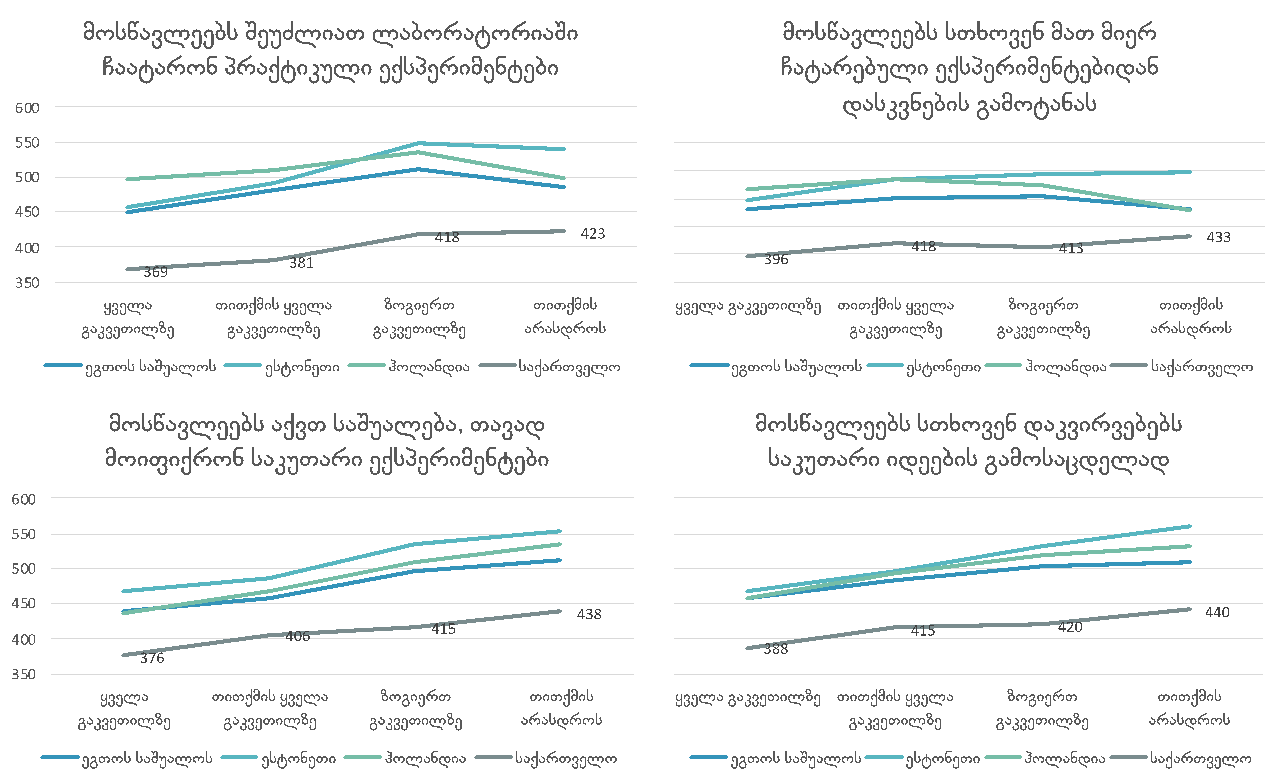 მოსწავლეებს შეუძლიათ ლაბორატორიაში
ჩაატარონ პრაქტიკული ექსპერიმენტები
600
550
500
450
400
350
369
381
418
423
ყველა
გაკვეთილზე
თითქმის ყველა
გაკვეთილზე
ზოგიერთ
გაკვეთილზე
თითქმის
არასდროს
ეგთოს საშუალოს
ესტონეთი
ჰოლანდია
საქართველო
მოსწავლეებს სთხოვენ მათ მიერ
ჩატარებული ექსპერიმენტებიდან
დასკვნების გამოტანას
396
418
413
433
ყველა გაკვეთილზე
თითქმის ყველა
გაკვეთილზე
ზოგიერთ
გაკვეთილზე
თითქმის
არასდროს
ეგთოს საშუალოს
ესტონეთი
ჰოლანდია
საქართველო
მოსწავლეებს აქვთ საშუალება, თავად
მოიფიქრონ საკუთარი ექსპერიმენტები
600
550
500
450
400
350
376
406
415
438
ყველა
გაკვეთილზე
თითქმის ყველა
გაკვეთილზე
ზოგიერთ
გაკვეთილზე
თითქმის
არასდროს
ეგთოს საშუალოს
ესტონეთი
ჰოლანდია
საქართველო
მოსწავლეებს სთხოვენ დაკვირვებებს
საკუთარი იდეების გამოსაცდელად
388
415
420
440
ყველა გაკვეთილზე
თითქმის ყველა
გაკვეთილზე
ზოგიერთ
გაკვეთილზე
თითქმის
არასდროს
ეგთოს საშუალოს
ესტონეთი
ჰოლანდია
საქართველო